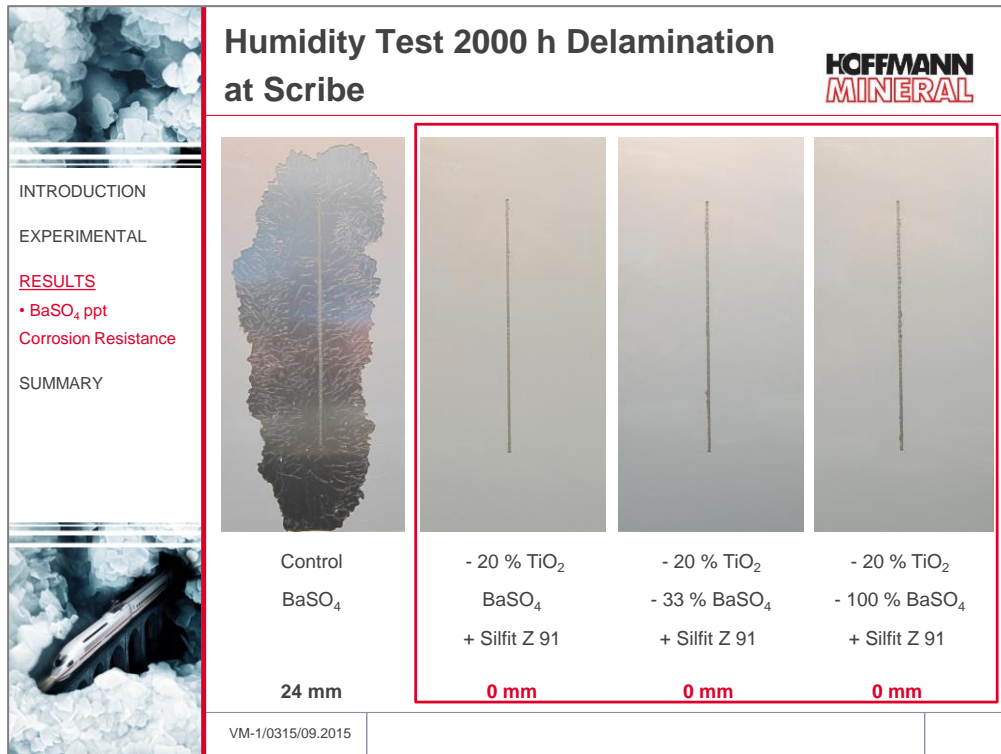 Humidity Test 2000 h Delamination
at Scribe
HOFFMANN
MINERAL
INTRODUCTION
EXPERIMENTAL
RESULTS
• BaSO₄ ppt
Corrosion Resistance
SUMMARY
Control
BaSO₄
24 mm
- 20 % TiO₂
BaSO₄
+ Silfit Z 91
0 mm
- 20 % TiO₂
- 33 % BaSO₄
+ Silfit Z 91
0 mm
- 20 % TiO₂
- 100 % BaSO₄
+ Silfit Z 91
0 mm
VM-1/0315/09.2015